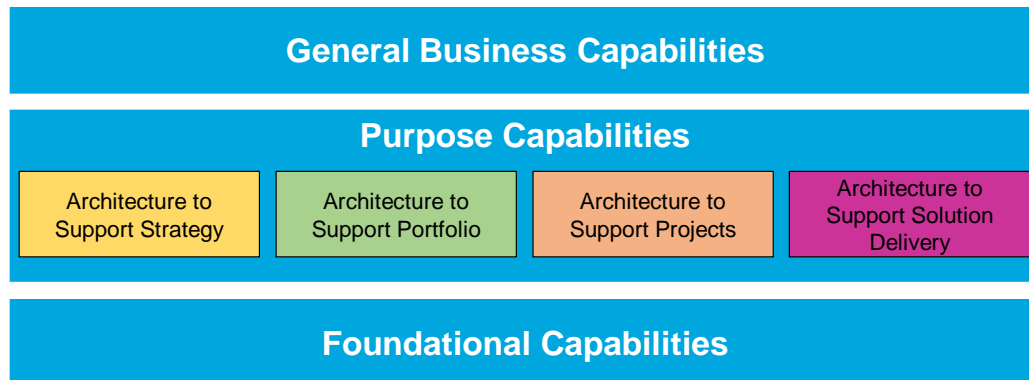 General Business Capabilities
Purpose Capabilities
Architecture to
Support Strategy
Architecture to
Support Portfolio
Architecture to
Support Projects
Architecture to
Support Solution
Delivery
Foundational Capabilities